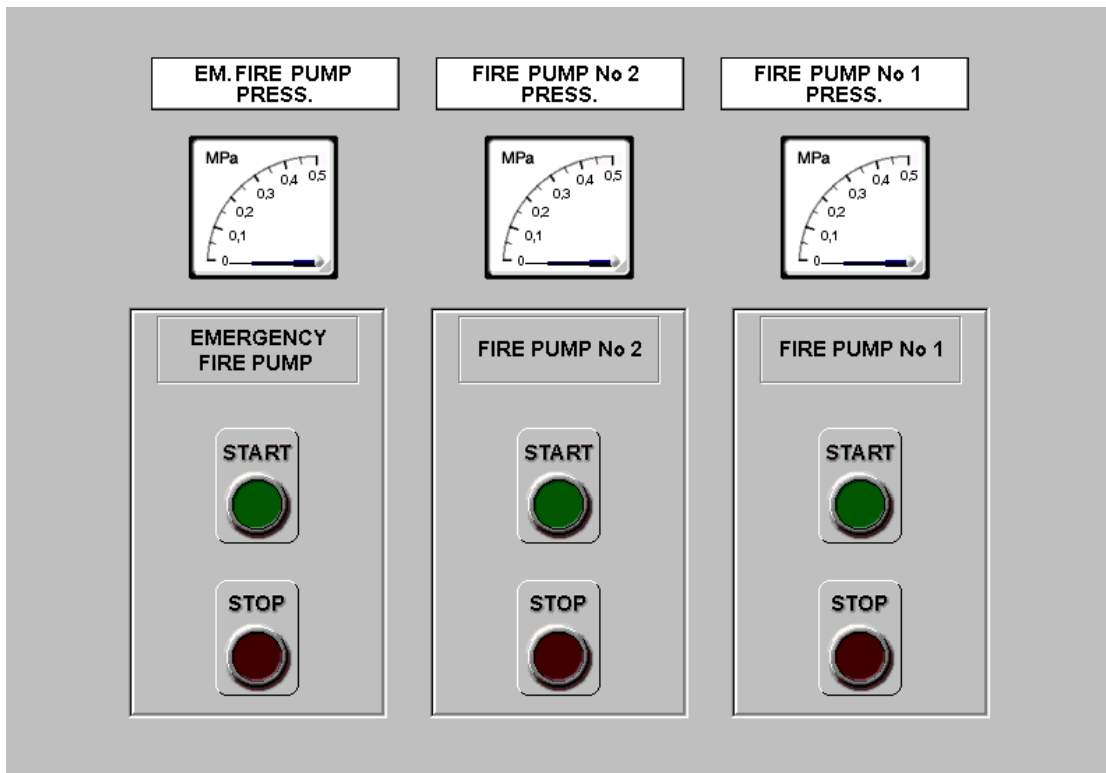 EM. FIRE PUMP
PRESS.
FIRE PUMP No 2
PRESS.
FIRE PUMP No 1
PRESS.
MPa
0
0,1
0,2
0,3
0,4
0,5
MPa
0
0,1
0,2
0,3
0,4
0,5
MPa
0
0,1
0,2
0,3
0,4
0,5
EMERGENCY
FIRE PUMP
FIRE PUMP No 2
FIRE PUMP No 1
START
START
START
STOP
STOP
STOP